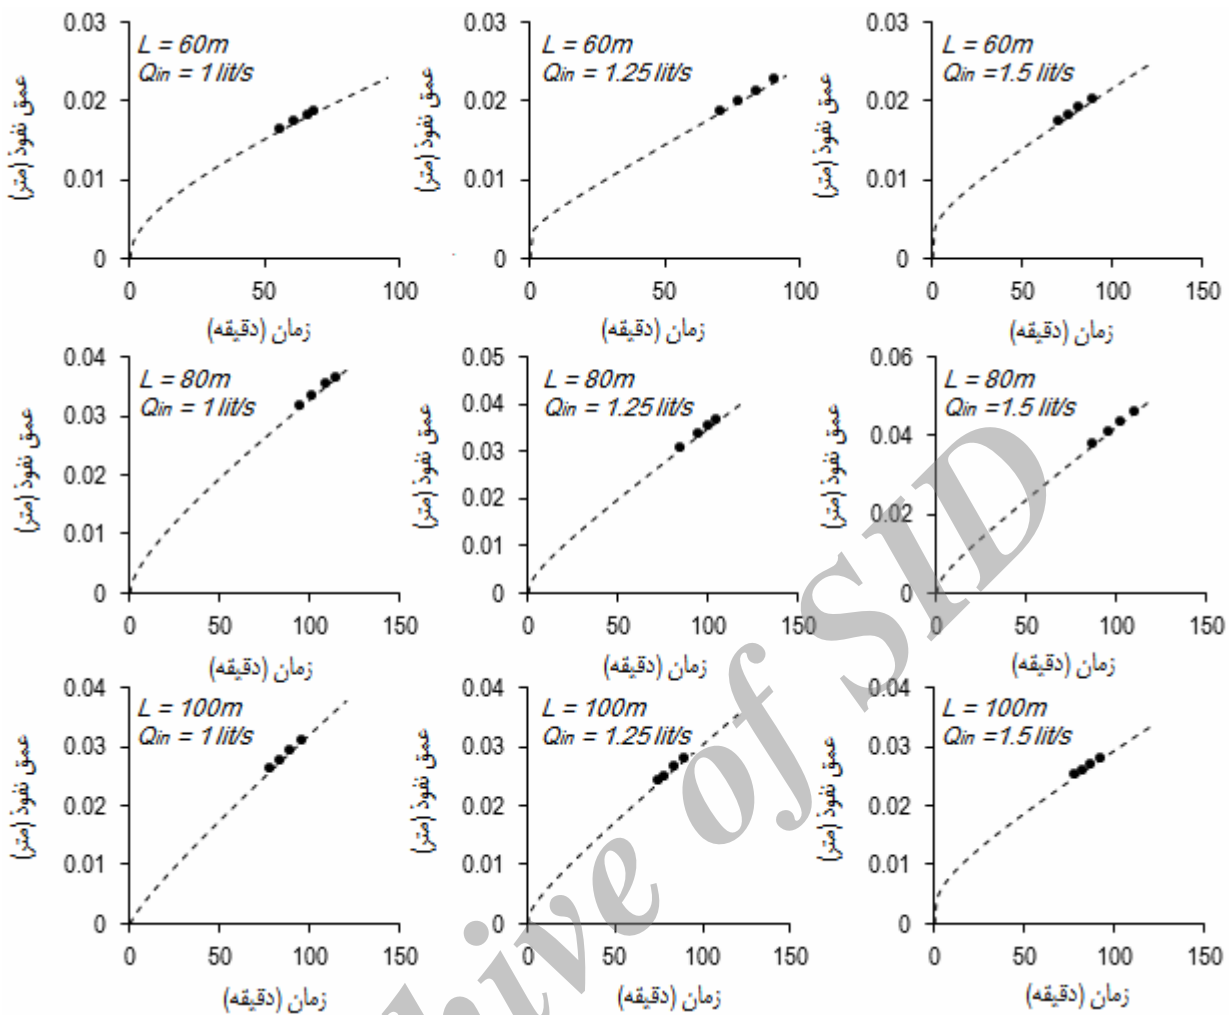 0.03
0.02
0.01
0
L = 60m
Qin = 1 lit/s
0 50 100
عمق نفوذ (متر)
زمان (دقیقه)
0.03
0.02
0.01
0
L = 60m
Qin = 1.25 lit/s
0 50 100
عمق نفوذ (متر)
زمان (دقیقه)
0.03
0.02
0.01
0
L = 60m
Qin =1.5 lit/s
0 50 100 150
عمق نفوذ (متر)
زمان (دقیقه)
0.04
0.03
0.02
0.01
0
L = 80m
Qin = 1 lit/s
0 50 100 150
عمق نفوذ (متر)
زمان (دقیقه)
0.05
0.04
0.03
0.02
0.01
0
L = 80m
Qin = 1.25 lit/s
0 50 100 150
عمق نفوذ (متر)
زمان (دقیقه)
0.06
0.04
0.02
0
L = 80m
Qin =1.5 lit/s
0 50 100 150
عمق نفوذ (متر)
زمان (دقیقه)
0.04
0.03
0.02
0.01
0
L = 100m
Qin = 1 lit/s
0 50 100 150
عمق نفوذ (متر)
زمان (دقیقه)
0.04
0.03
0.02
0.01
0
L = 100m
Qin = 1.25 lit/s
0 50 100 150
عمق نفوذ (متر)
زمان (دقیقه)
0.04
0.03
0.02
0.01
0
L = 100m
Qin = 1.5 lit/s
0 50 100 150
عمق نفوذ (متر)
زمان (دقیقه)
hive of SID